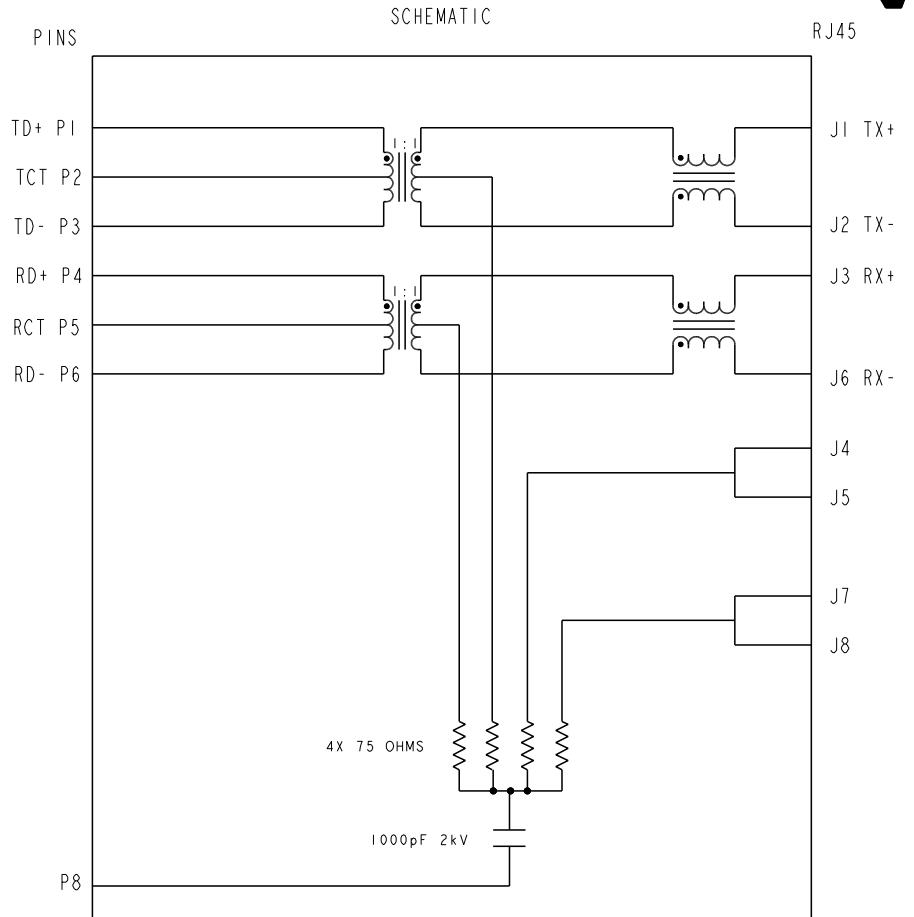 SCHEMATIC
PINS
RJ45
TD+ P1
1:1
J1 TX+
TCT P2
TD- P3
J2 TX-
RD+ P4
1:1
J3 RX+
RCT P5
RD- P6
J6 RX-
J4
J5
J7
J8
4X 75 OHMS
1000pF 2kV
P8